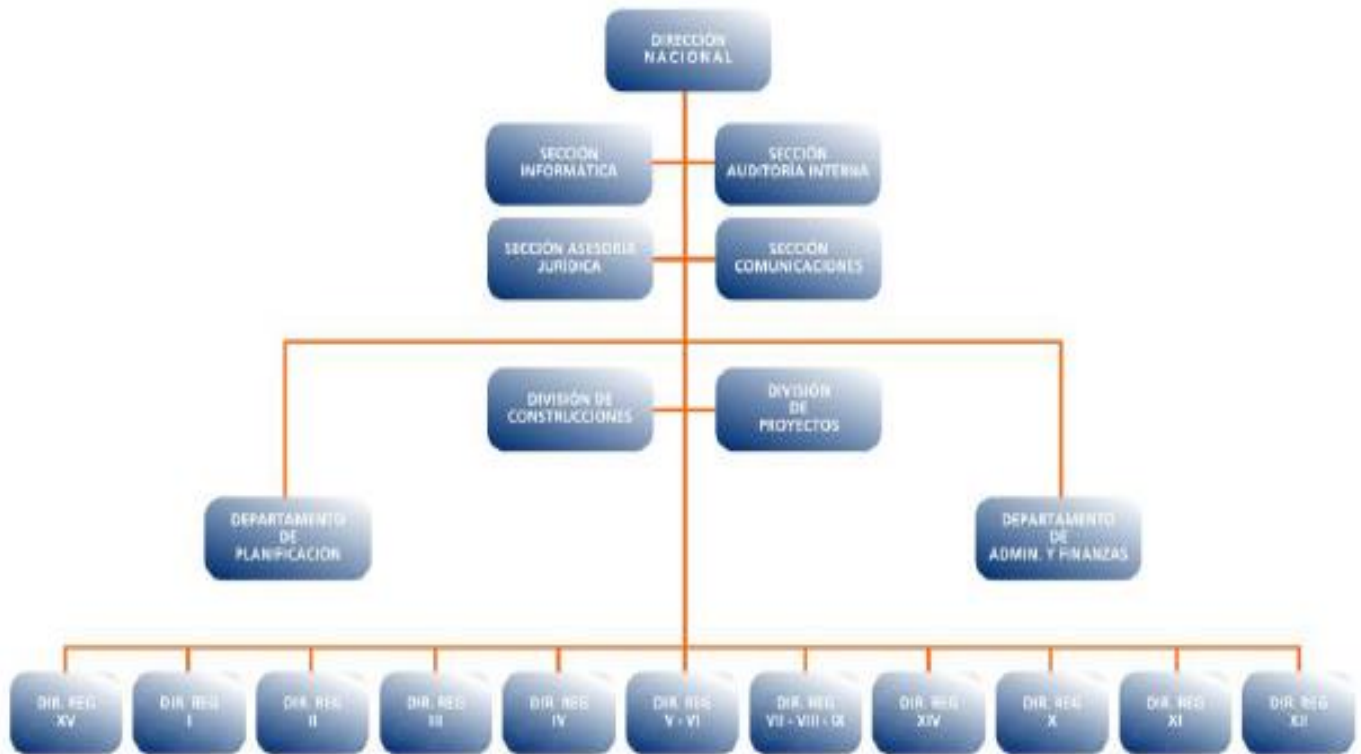 DIRECCIÓN
NACIONAL
SECCIÓN
INFORMÁTICA
SECCIÓN
AUDITORÍA INTERNA
SECCIÓN ASESORIA
JURÍDICA
SECCIÓN
COMUNICACIONES
DIVISIÓN DE
CONSTRUCCIONES
DIVISIÓN
DE
PROYECTOS
DEPARTAMENTO
DE
PLANIFICACIÓN
DEPARTAMENTO
DE
ADMIN. Y FINANZAS
DIR. REG
XV
DIR. REG
I
DIR. REG
II
DIR. REG
III
DIR. REG
IV
DIR. REG
V - VI
DIR. REG
VII - VIII - IX
DIR. REG
XIV
DIR. REG
X
DIR. REG
XI
DIR. REG
XII